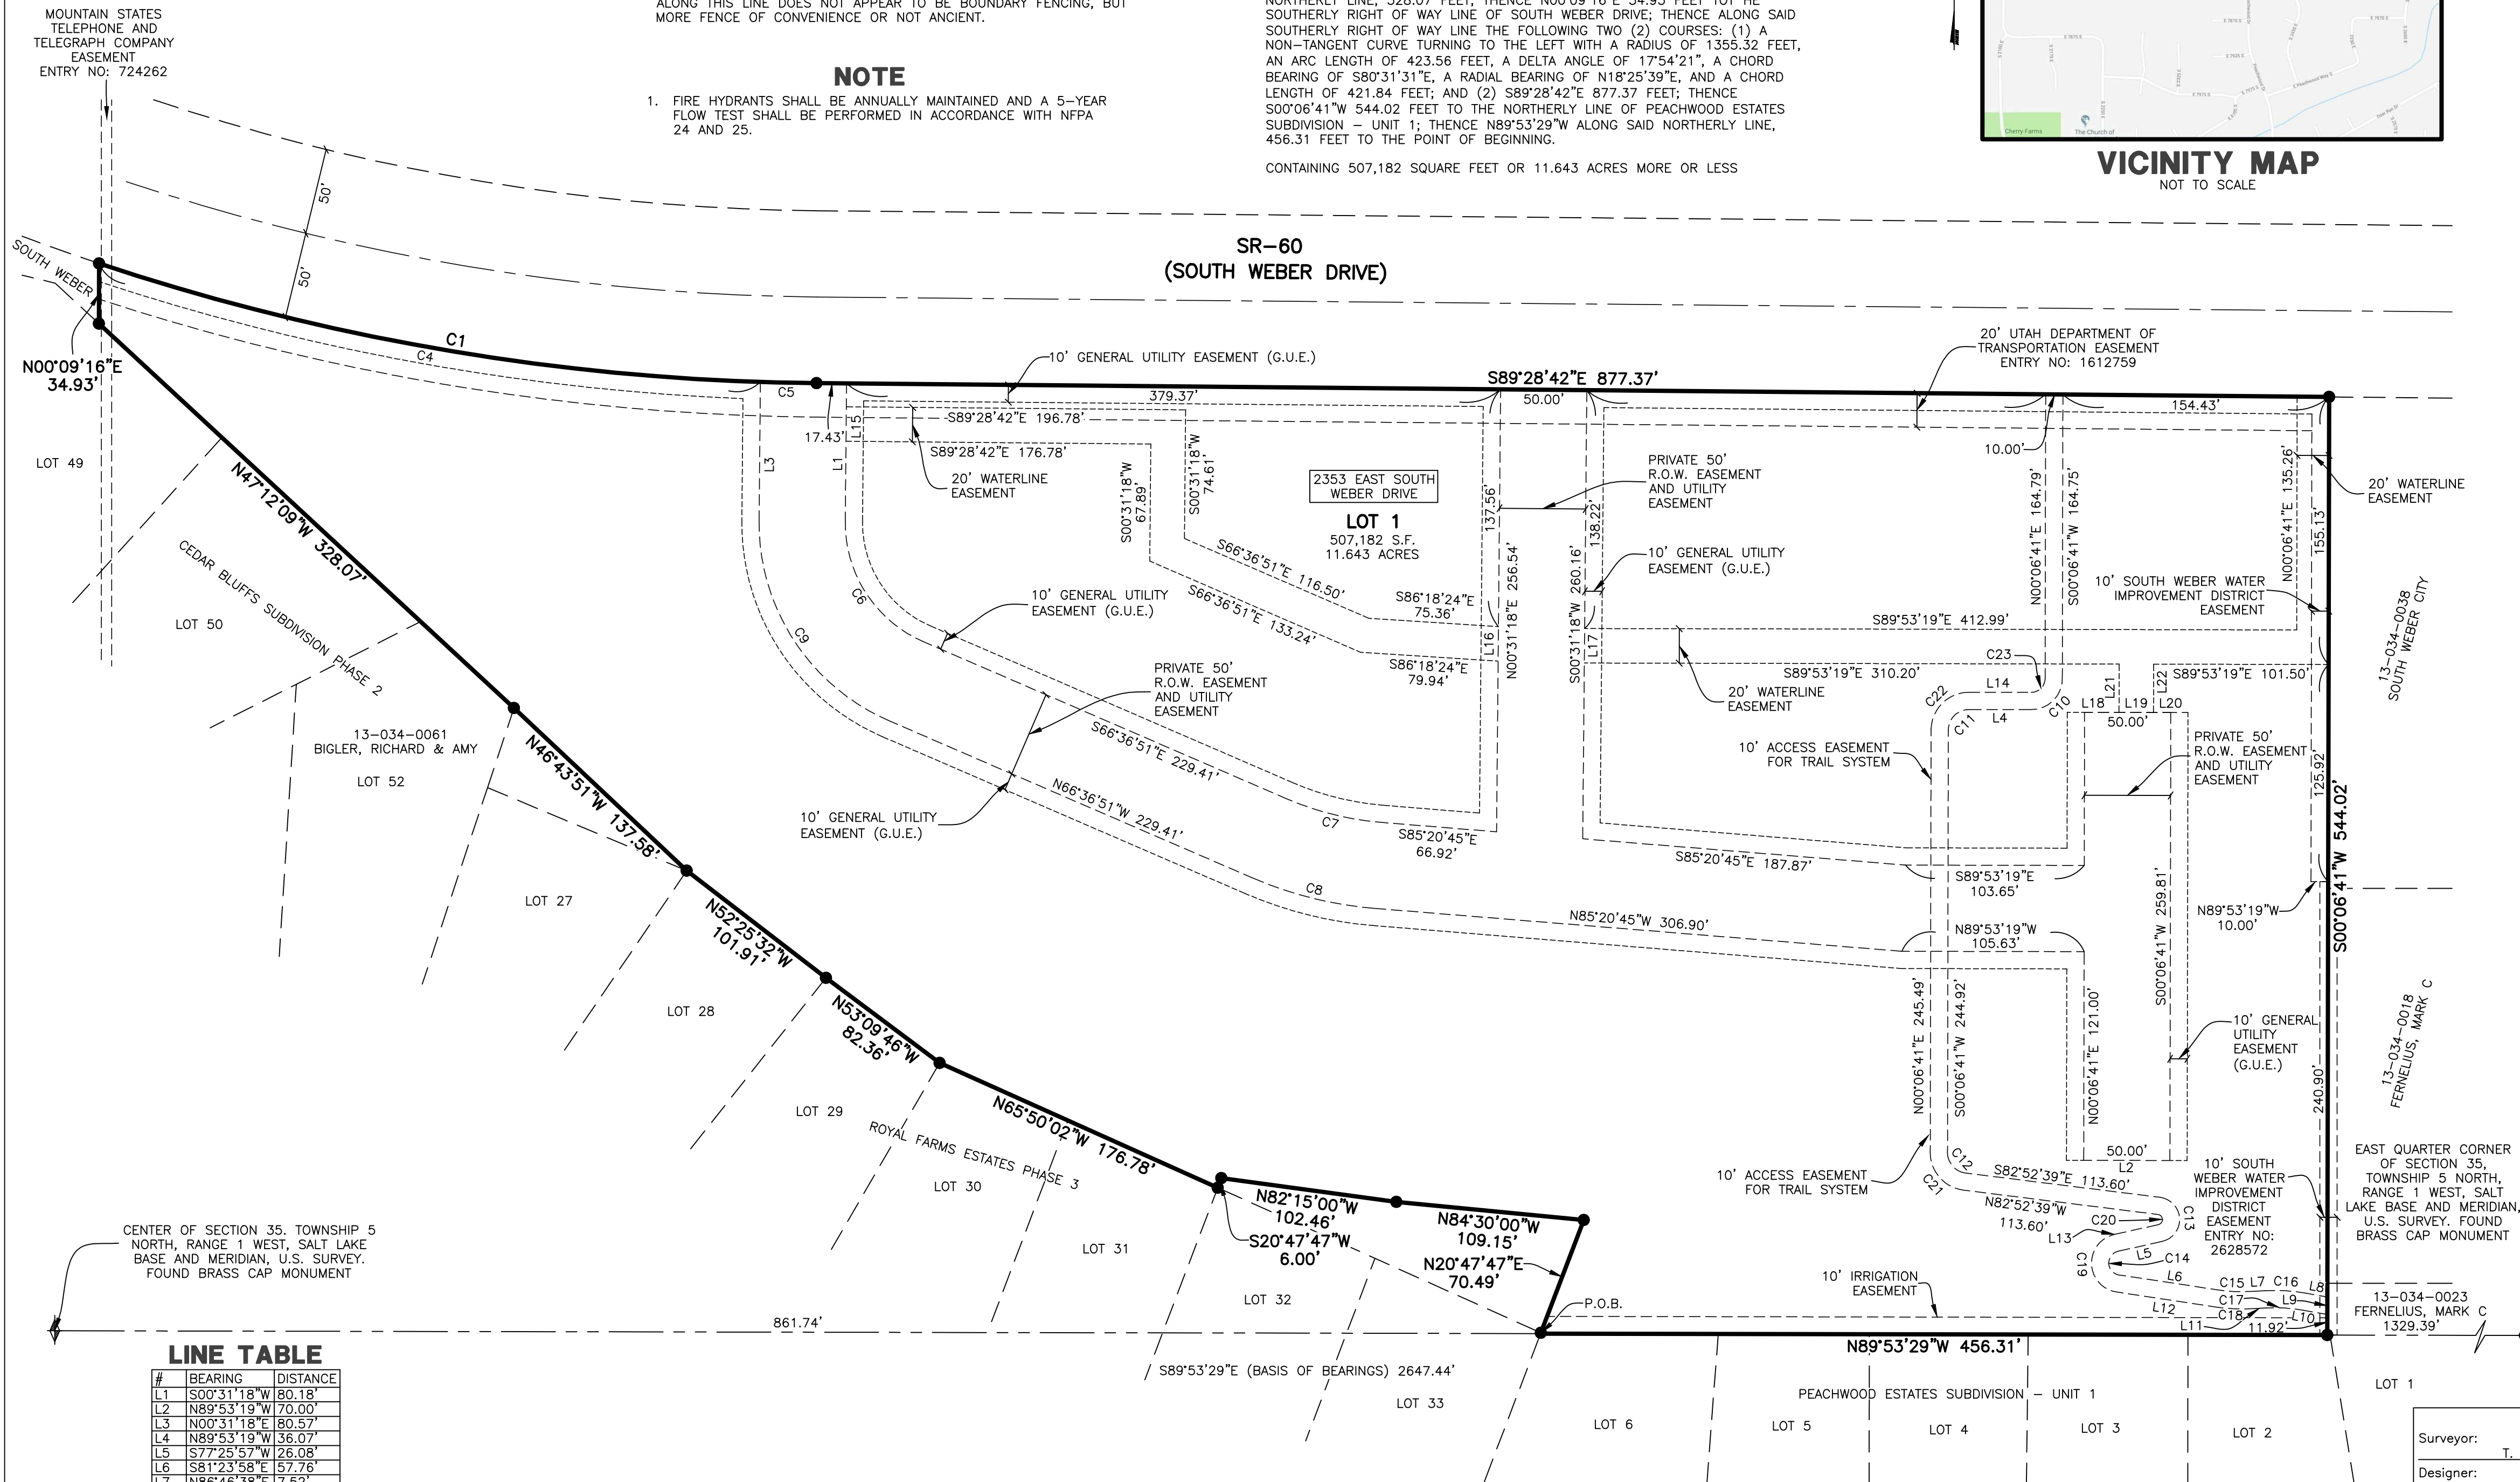 MOUNTAIN STATES
TELEPHONE AND
TELEGRAPH COMPANY
EASEMENT
ENTRY NO: 724262
ALONG THIS LINE DOES NOT APPEAR TO BE BOUNDARY FENCING, BUT
MORE FENCE OF CONVENIENCE OR NOT ANCIENT.
NOTE
1. FIRE HYDRANTS SHALL BE ANNUALLY MAINTAINED AND A 5-YEAR
FLOW TEST SHALL BE PERFORMED IN ACCORDANCE WITH NFPA
24 AND 25.
NORTHERLY LINE, 328.07 FEET; THENCE N00°09'16"E 34.93 FEET TOT HE
SOUTHERLY RIGHT OF WAY LINE OF SOUTH WEBER DRIVE; THENCE ALONG SAID
SOUTHERLY RIGHT OF WAY LINE THE FOLLOWING TWO (2) COURSES: (1) A
NON-TANGENT CURVE TURNING TO THE LEFT WITH A RADIUS OF 1355.32 FEET,
AN ARC LENGTH OF 423.56 FEET, A DELTA ANGLE OF 17°54'21", A CHORD
BEARING OF S80°31'31"E, A RADIAL BEARING OF N18°25'39"E, AND A CHORD
LENGTH OF 421.84 FEET; AND (2) S89°28'42"E 877.37 FEET; THENCE
S00°06'41"W 544.02 FEET TO THE NORTHERLY LINE OF PEACHWOOD ESTATES
SUBDIVISION - UNIT 1; THENCE N89°53'29"W ALONG SAID NORTHERLY LINE,
456.31 FEET TO THE POINT OF BEGINNING.
CONTAINING 507,182 SQUARE FEET OR 11.643 ACRES MORE OR LESS
E 7875 S
E 7925 S
E 7975 S
E 7975 S
Cherry Farms
The Church of
VICINITY MAP
NOT TO SCALE
50'
50'
SR-60
(SOUTH WEBER DRIVE)
SOUTH WEBER
N00°09'16"E
34.93'
C1
C4
C5
10' GENERAL UTILITY EASEMENT (G.U.E.)
S89°28'42"E 877.37'
379.37'
50.00'
20' UTAH DEPARTMENT OF
TRANSPORTATION EASEMENT
ENTRY NO: 1612759
154.43'
10.00'
17.43'
L15
S89°28'42"E 196.78'
S89°28'42"E 176.78'
L3
L1
20' WATERLINE
EASEMENT
S00°31'18"W
67.89'
S00°31'18"W
74.61'
2353 EAST SOUTH
WEBER DRIVE
LOT 1
507,182 S.F.
11.643 ACRES
137.56'
N00°31'18"E 256.54'
L16
PRIVATE 50'
R.O.W. EASEMENT
AND UTILITY
EASEMENT
138.22'
S00°31'18"W 260.16'
L17
10' GENERAL UTILITY
EASEMENT (G.U.E.)
N00°06'41"E 164.79'
S00°06'41"W 164.75'
N00°06'41"E 135.26'
155.13'
20' WATERLINE
EASEMENT
10' SOUTH WEBER WATER
IMPROVEMENT DISTRICT
EASEMENT
13-034-0038
SOUTH WEBER CITY
LOT 49
N47°12'09"W 328.07'
CEDAR BLUFFS SUBDIVISION PHASE 2
LOT 50
C6
C9
10' GENERAL UTILITY
EASEMENT (G.U.E.)
S66°36'51"E 116.50'
S66°36'51"E 133.24'
S86°18'24"E
75.36'
S86°18'24"E
79.94'
S89°53'19"E 412.99'
S89°53'19"E 310.20'
20' WATERLINE
EASEMENT
C23
L14
L4
C22
C11
C10
L21
L22
S89°53'19"E 101.50'
L18
L19
L20
50.00'
PRIVATE 50'
R.O.W. EASEMENT
AND UTILITY
EASEMENT
PRIVATE 50'
R.O.W. EASEMENT
AND UTILITY
EASEMENT
10' ACCESS EASEMENT
FOR TRAIL SYSTEM
125.92'
S00°06'41"W 544.02'
13-034-0061
BIGLER, RICHARD & AMY
LOT 52
N46°43'51"W 137.58'
S66°36'51"E 229.41'
N66°36'51"W 229.41'
10' GENERAL UTILITY
EASEMENT (G.U.E.)
C7
S85°20'45"E
66.92'
C8
S85°20'45"E 187.87'
N85°20'45"W 306.90'
S89°53'19"E
103.65'
N89°53'19"W
105.63'
S00°06'41"W 259.81'
N89°53'19"W
10.00'
LOT 27
N52°25'32"W
101.91'
LOT 28
N53°09'46"W
82.36'
N00°06'41"E 245.49'
S00°06'41"W 244.92'
N00°06'41"E 121.00'
10' GENERAL
UTILITY
EASEMENT
(G.U.E.)
240.90'
13-034-0018
FERNELIUS, MARK C
LOT 29
N65°50'02"W 176.78'
ROYAL FARMS ESTATES PHASE 3
LOT 30
LOT 31
N82°15'00"W
102.46'
S20°47'47"W
6.00'
N84°30'00"W
109.15'
N20°47'47"E
70.49'
LOT 32
P.O.B.
10' ACCESS EASEMENT
FOR TRAIL SYSTEM
C12
C21
S82°52'39"E 113.60'
N82°52'39"W
113.60'
50.00'
L2
C20
C13
L13
L5
C14
C19
L6
L12
C15 L7 C16
L8
C17
L9
C18
L10
L11
11.92'
10' SOUTH
WEBER WATER
IMPROVEMENT
DISTRICT
EASEMENT
ENTRY NO:
2628572
EAST QUARTER CORNER
OF SECTION 35,
TOWNSHIP 5 NORTH,
RANGE 1 WEST, SALT
LAKE BASE AND MERIDIAN,
U.S. SURVEY. FOUND
BRASS CAP MONUMENT
10' IRRIGATION
EASEMENT
13-034-0023
FERNELIUS, MARK C
1329.39'
CENTER OF SECTION 35. TOWNSHIP 5
NORTH, RANGE 1 WEST, SALT LAKE
BASE AND MERIDIAN, U.S. SURVEY.
FOUND BRASS CAP MONUMENT
861.74'
N89°53'29"W 456.31'
S89°53'29"E (BASIS OF BEARINGS) 2647.44'
LOT 33
PEACHWOOD ESTATES SUBDIVISION - UNIT 1
LOT 6
LOT 5
LOT 4
LOT 3
LOT 2
LOT 1
LINE TABLE
# BEARING DISTANCE
L1 S00°31'18"W 80.18'
L2 N89°53'19"W 70.00'
L3 N00°31'18"E 80.57'
L4 N89°53'19"W 36.07'
L5 S77°25'57"W 26.08'
L6 S81°23'58"E 57.76'
L7 N86°46'38"E 7.52'
Surveyor:
T.
Designer: